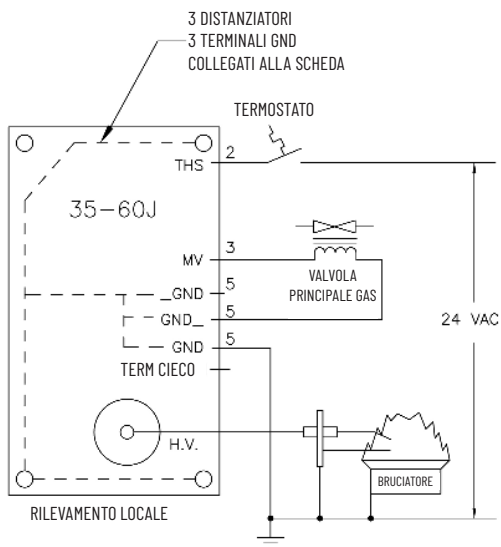 3 DISTANZIATORI
3 TERMINALI GND
COLLEGATI ALLA SCHEDA
TERMOSTATO
2
THS
35-60J
3
MV
VALVOLA
PRINCIPALE GAS
5
GND
5
GND
5
GND
24 VAC
TERM CIECO
H.V.
BRUCIATORE
RILEVAMENTO LOCALE